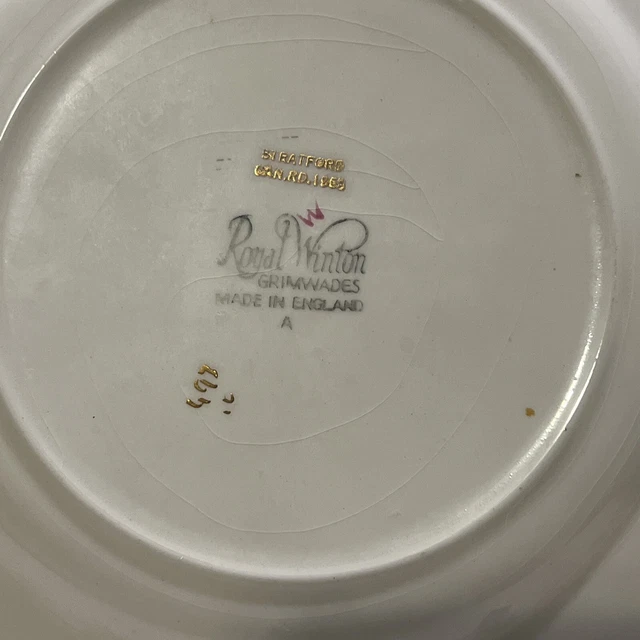 STRATFORD
CAN.RD.1953
W
Royal Winton
GRIMWADES
MADE IN ENGLAND
A